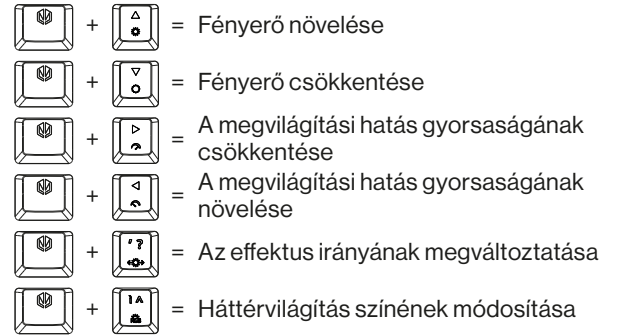 + = Fényerő növelése
+ = Fényerő csökkentése
+ = A megvilágítási hatás gyorsaságának
csökkentése
+ = A megvilágítási hatás gyorsaságának
növelése
+ ' ? = Az effektus irányának megváltoztatása
+ 1 A = Háttérvilágítás színének módosítása